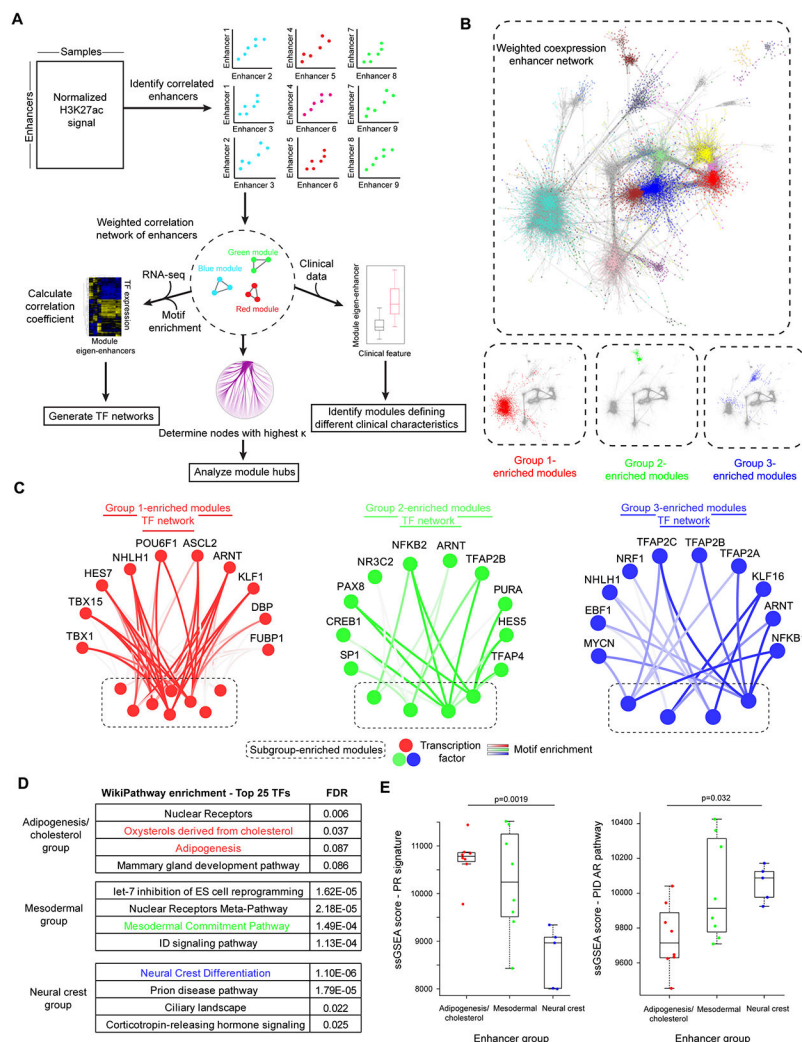 A
Samples
Enhancers
Normalized
H3K27ac
signal
Identify correlated
enhancers
Enhancer 1
Enhancer 2
Enhancer 4
Enhancer 5
Enhancer 7
Enhancer 8
Enhancer 1
Enhancer 3
Enhancer 4
Enhancer 6
Enhancer 7
Enhancer 9
Enhancer 2
Enhancer 3
Enhancer 5
Enhancer 6
Enhancer 8
Enhancer 9
Weighted correlation
network of enhancers
Green module
Blue module
Red module
RNA-seq
Motif
enrichment
Clinical
data
Calculate
correlation
coefficient
TF expression
Module
eigen-enhancers
Module eigen-enhancer
Clinical feature
Generate TF networks
Determine nodes with highest κ
Analyze module hubs
Identify modules defining
different clinical characteristics
B
Weighted coexpression
enhancer network
Group 1-
enriched modules
Group 2-
enriched modules
Group 3-
enriched modules
C
Group 1-enriched modules
TF network
POU6F1
ASCL2
NHLH1
ARNT
HES7
KLF1
TBX15
DBP
TBX1
FUBP1
Group 2-enriched modules
TF network
NFKB2
ARNT
NR3C2
TFAP2B
PAX8
PURA
CREB1
HES5
SP1
TFAP4
Group 3-enriched modules
TF network
TFAP2C
TFAP2B
NRF1
TFAP2A
NHLH1
KLF16
EBF1
ARNT
MYCN
NFKB1
Subgroup-enriched modules
Transcription
factor
Motif enrichment
D
WikiPathway enrichment - Top 25 TFs FDR
Adipogenesis/
cholesterol
group
Nuclear Receptors 0.006
Oxysterols derived from cholesterol 0.037
Adipogenesis 0.087
Mammary gland development pathway 0.086
Mesodermal
group
let-7 inhibition of ES cell reprogramming 1.62E-05
Nuclear Receptors Meta-Pathway 2.18E-05
Mesodermal Commitment Pathway 1.49E-04
ID signaling pathway 1.13E-04
Neural crest
group
Neural Crest Differentiation 1.10E-06
Prion disease pathway 1.79E-05
Ciliary landscape 0.022
Corticotropin-releasing hormone signaling 0.025
E
p=0.0019
ssGSEA score - PR signature
11000
10000
9000
8000
Adipogenesis/
cholesterol
Mesodermal
Neural crest
Enhancer group
p=0.032
ssGSEA score - PID AR pathway
10400
10200
10000
9800
9600
Adipogenesis/
cholesterol
Mesodermal
Neural crest
Enhancer group